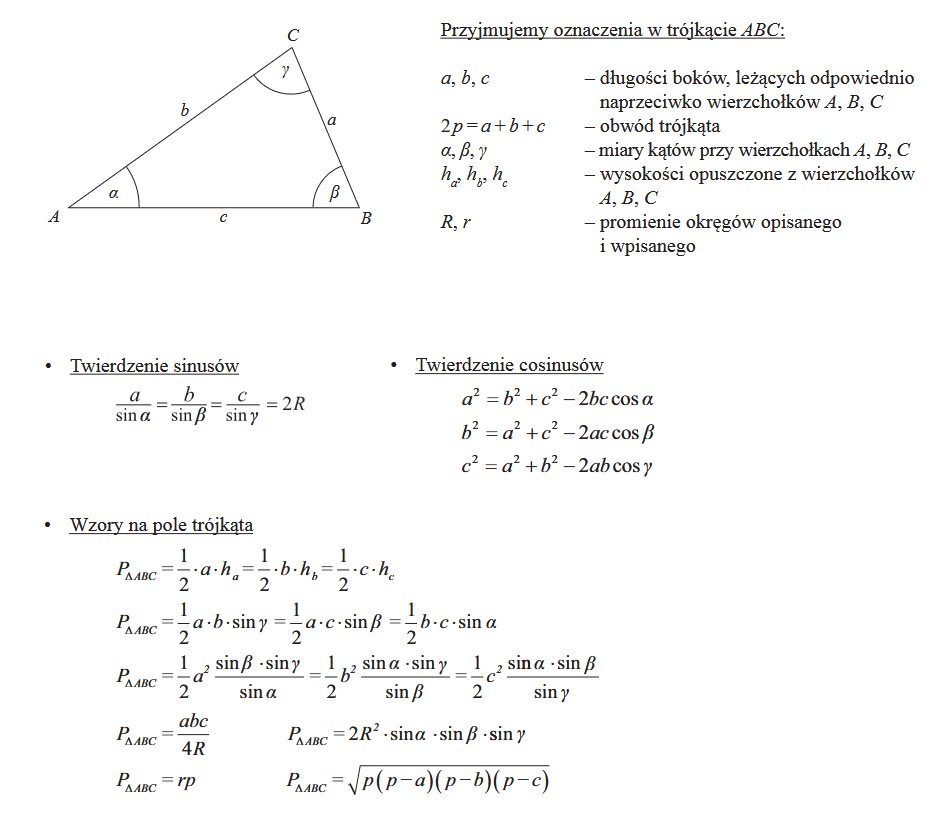 C
γ
b
a
α
β
A
c
B
Przyjmujemy oznaczenia w trójkącie ABC:
a, b, c – długości boków, leżących odpowiednio
naprzeciwko wierzchołków A, B, C
2p = a + b + c – obwód trójkąta
α, β, γ – miary kątów przy wierzchołkach A, B, C
hₐ, h_b, h_c – wysokości opuszczone z wierzchołków
A, B, C
R, r – promienie okręgów opisanego
i wpisanego
• Twierdzenie sinusów
a/sin α = b/sin β = c/sin γ = 2R
• Twierdzenie cosinusów
a² = b² + c² − 2bc cos α
b² = a² + c² − 2ac cos β
c² = a² + b² − 2ab cos γ
• Wzory na pole trójkąta
P_ΔABC = 1/2 · a · h_a = 1/2 · b · h_b = 1/2 · c · h_c
P_ΔABC = 1/2 a · b · sin γ = 1/2 a · c · sin β = 1/2 b · c · sin α
P_ΔABC = 1/2 a² (sin β · sin γ)/(sin α) = 1/2 b² (sin α · sin γ)/(sin β) = 1/2 c² (sin α · sin β)/(sin γ)
P_ΔABC = abc/4R P_ΔABC = 2R² · sin α · sin β · sin γ
P_ΔABC = rp P_ΔABC = √(p(p − a)(p − b)(p − c))